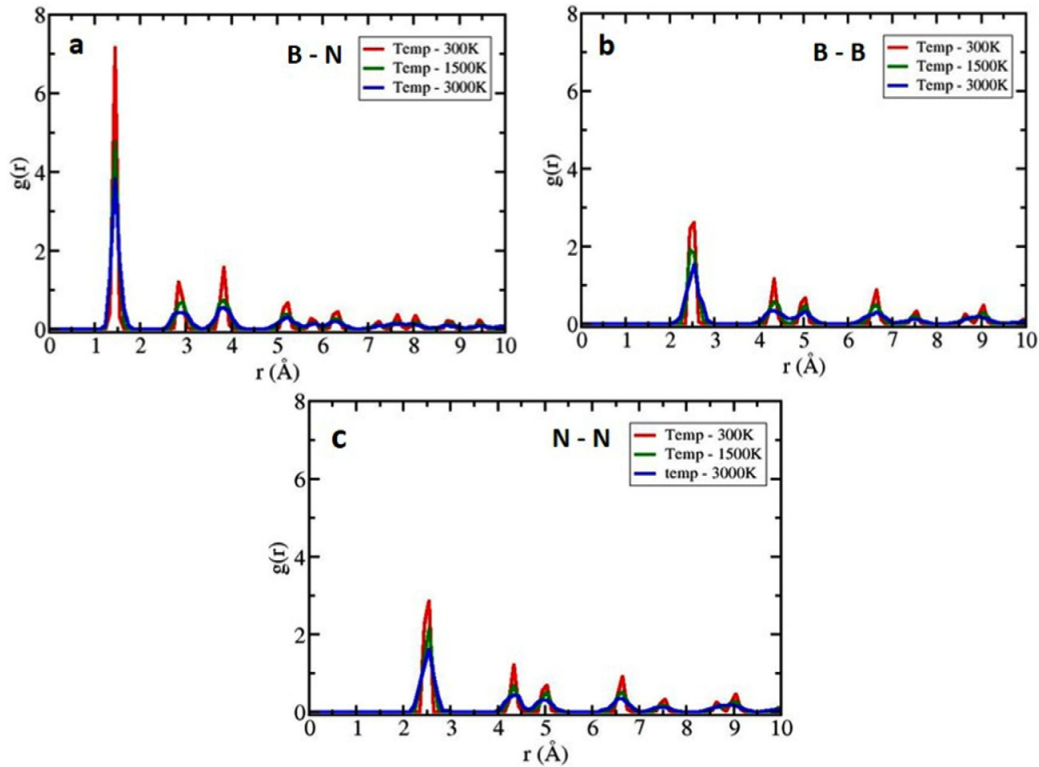 a
B - N
Temp - 300K
Temp - 1500K
Temp - 3000K
8
6
4
2
0
g(r)
0 1 2 3 4 5 6 7 8 9 10
r (Å)
b
B - B
Temp - 300K
Temp - 1500K
Temp - 3000K
8
6
4
2
0
g(r)
0 1 2 3 4 5 6 7 8 9 10
r (Å)
c
N - N
Temp - 300K
Temp - 1500K
temp - 3000K
8
6
4
2
0
g(r)
0 1 2 3 4 5 6 7 8 9 10
r (Å)